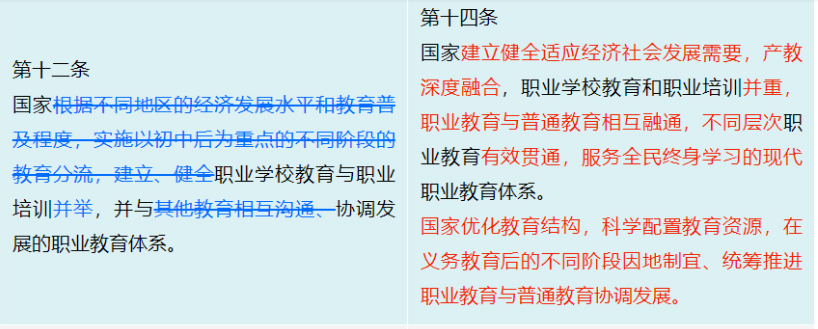 第十二条
国家根据不同地区的经济发展水平和教育普
及程度，实施以初中后为重点的不同阶段的
教育分流，建立、健全职业学校教育与职业
培训并举，并与其他教育相互沟通、协调发
展的职业教育体系。
第十四条
国家建立健全适应经济社会发展需要，产教
深度融合，职业学校教育和职业培训并重，
职业教育与普通教育相互融通，不同层次职
业教育有效贯通，服务全民终身学习的现代
职业教育体系。
国家优化教育结构，科学配置教育资源，在
义务教育后的不同阶段因地制宜、统筹推进
职业教育与普通教育协调发展。